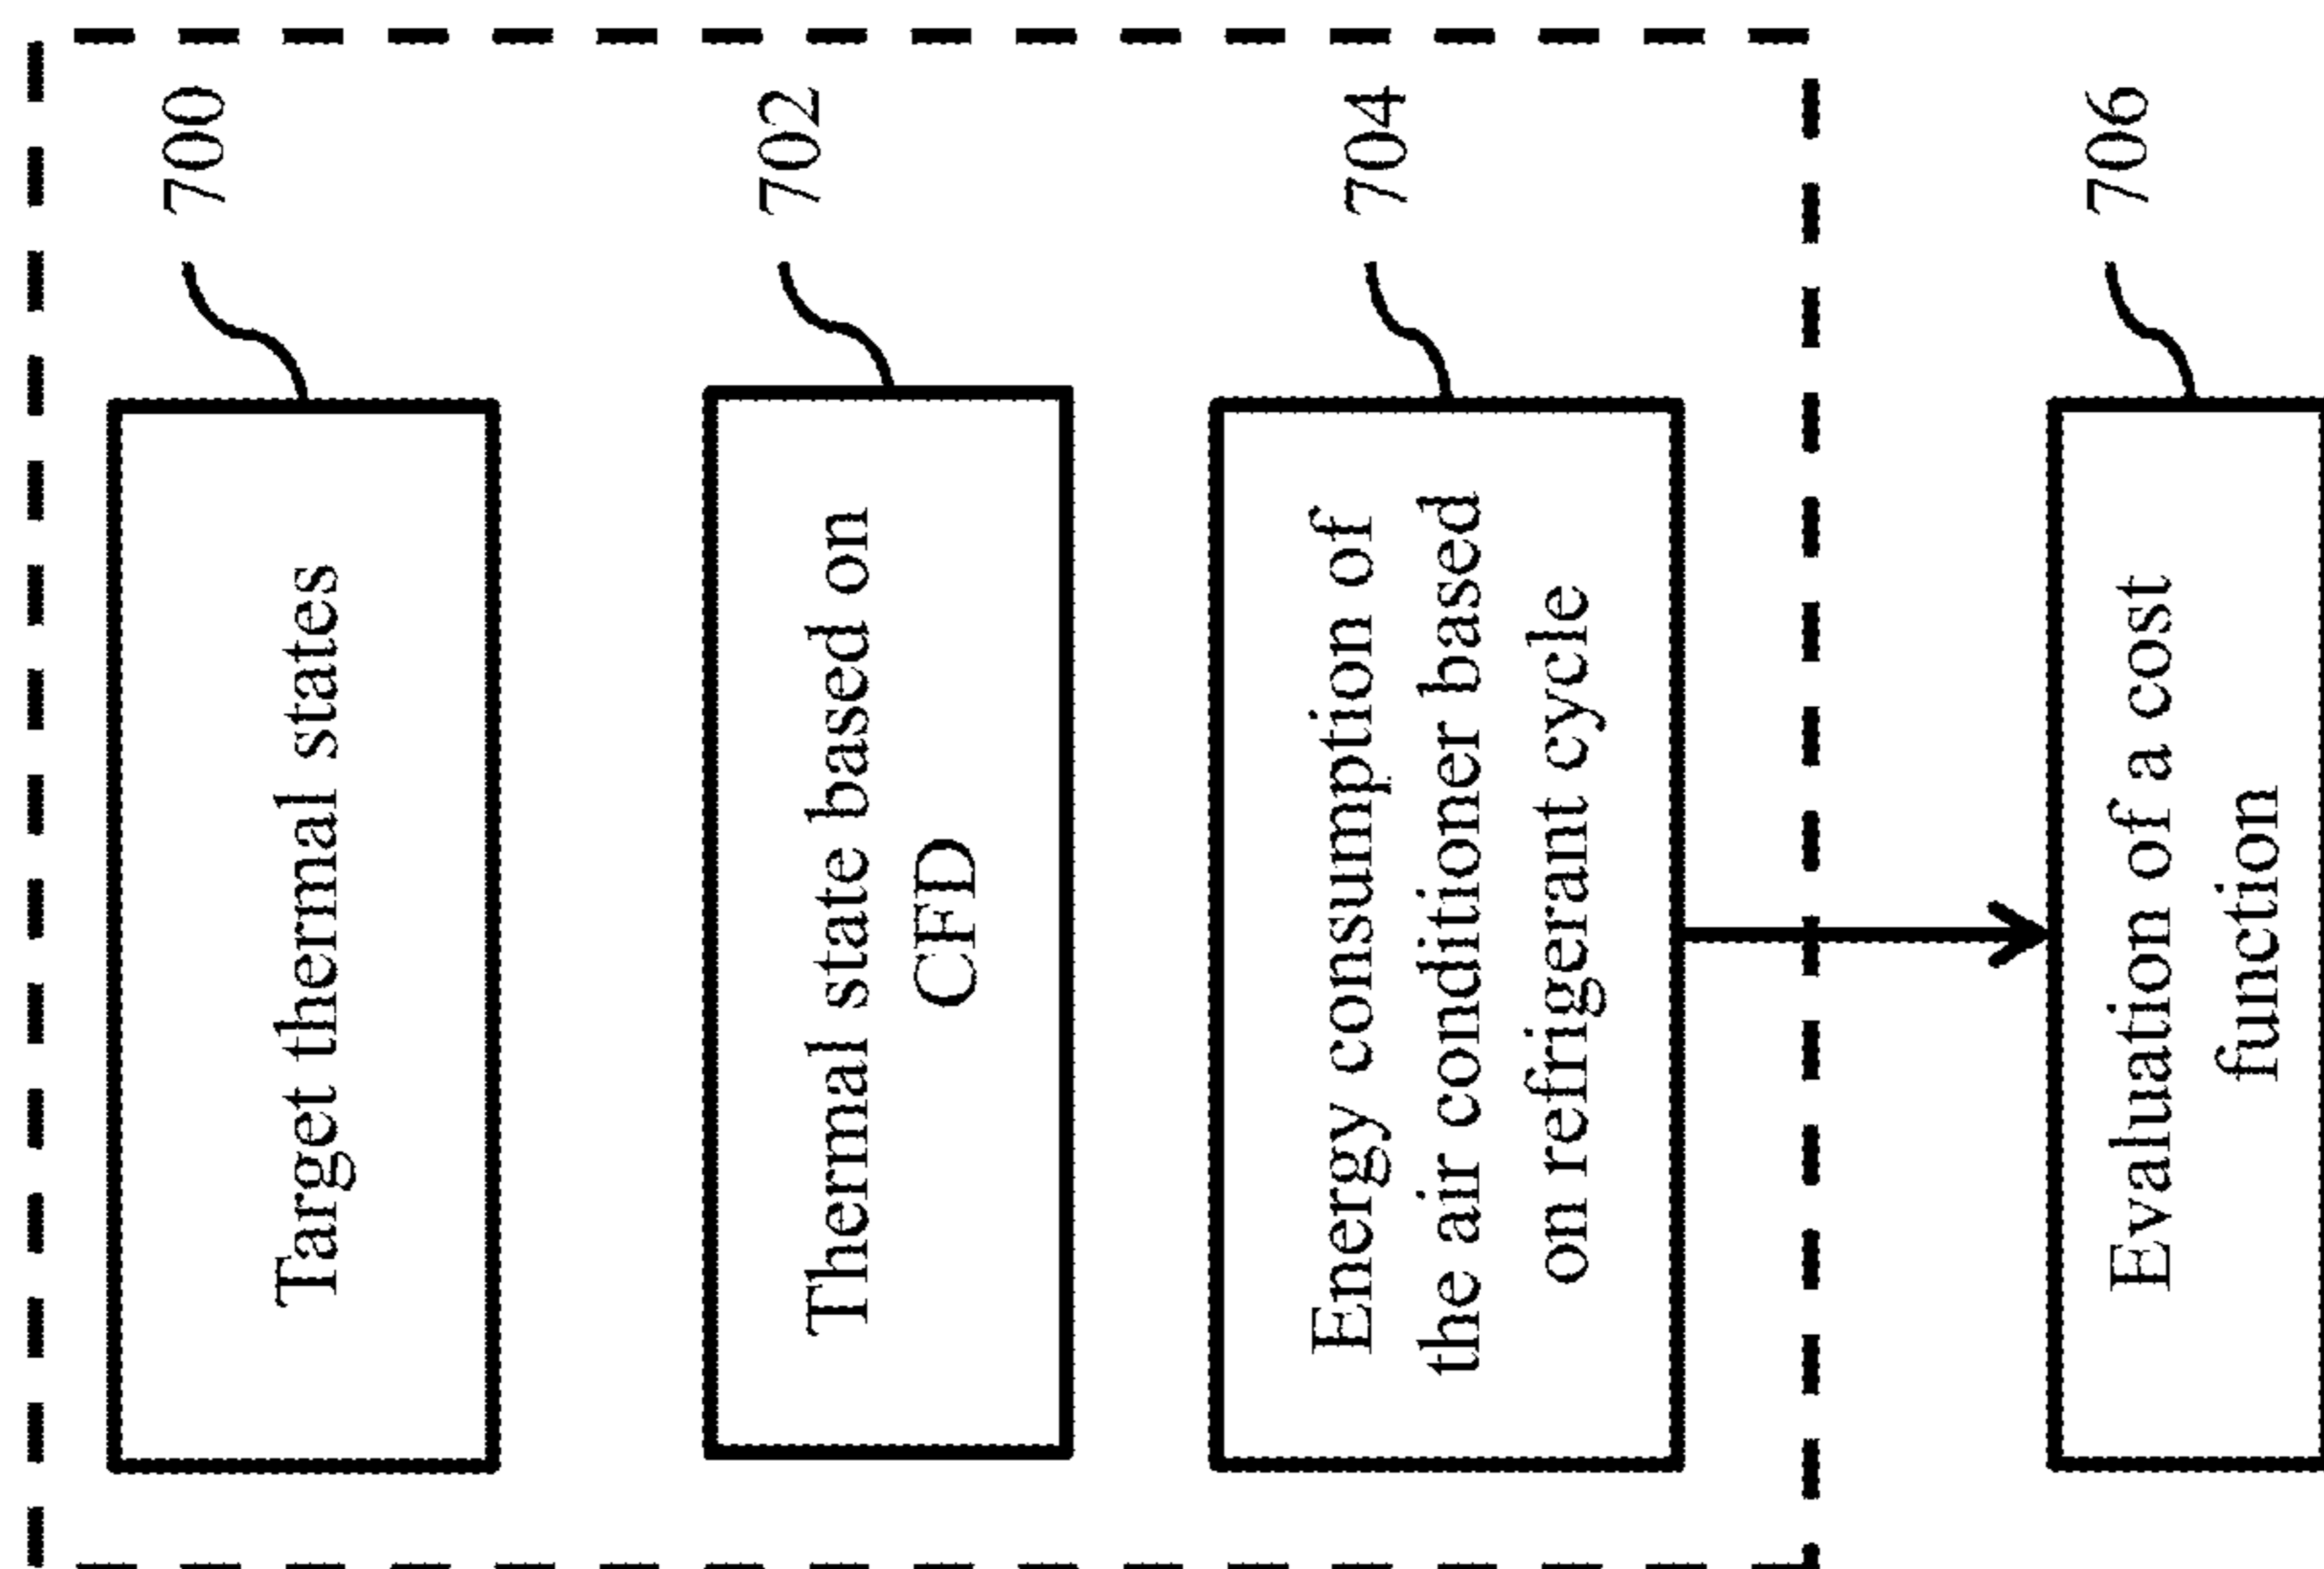 700
Target thermal states
702
Thermal state based on
CFD
704
Energy consumption of
the air conditioner based
on refrigerant cycle
706
Evaluation of a cost
function